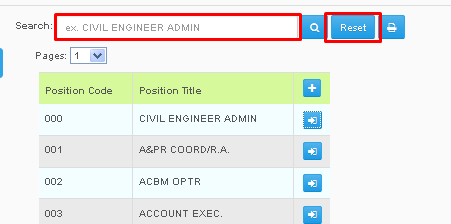 Search: ex. CIVIL ENGINEER ADMIN Reset
Pages: 1
Position Code Position Title
000 CIVIL ENGINEER ADMIN
001 A&PR COORD/R.A.
002 ACBM OPTR
003 ACCOUNT EXEC.